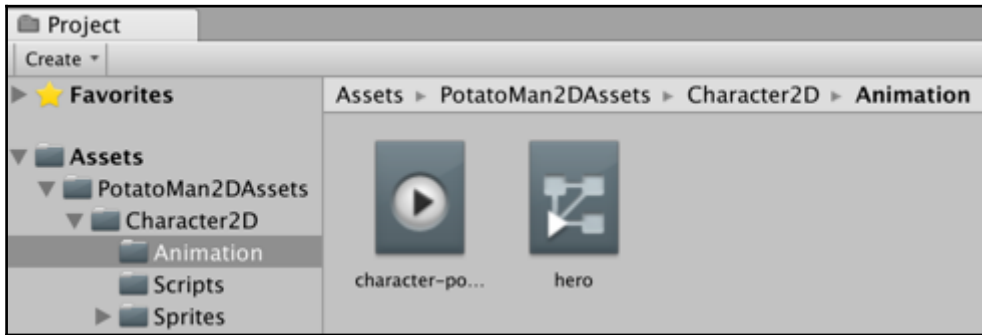 Project
Create
Favorites
Assets PotatoMan2DAssets Character2D Animation
Assets
PotatoMan2DAssets
Character2D
Animation
Scripts
Sprites
character-po...
hero